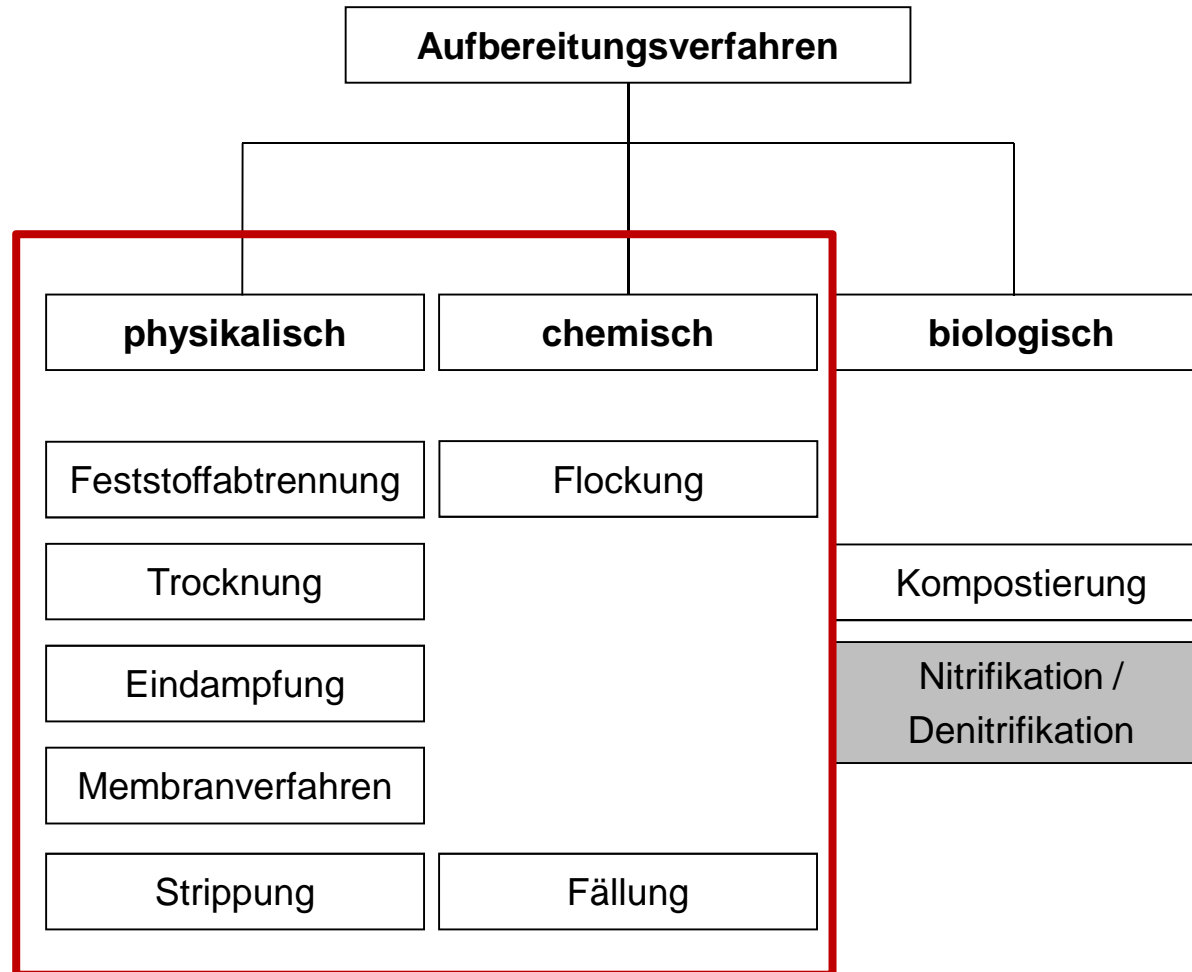 Aufbereitungsverfahren
physikalisch
chemisch
biologisch
Feststoffabtrennung
Flockung
Trocknung
Kompostierung
Eindampfung
Nitrifikation /
Denitrifikation
Membranverfahren
Strippung
Fällung